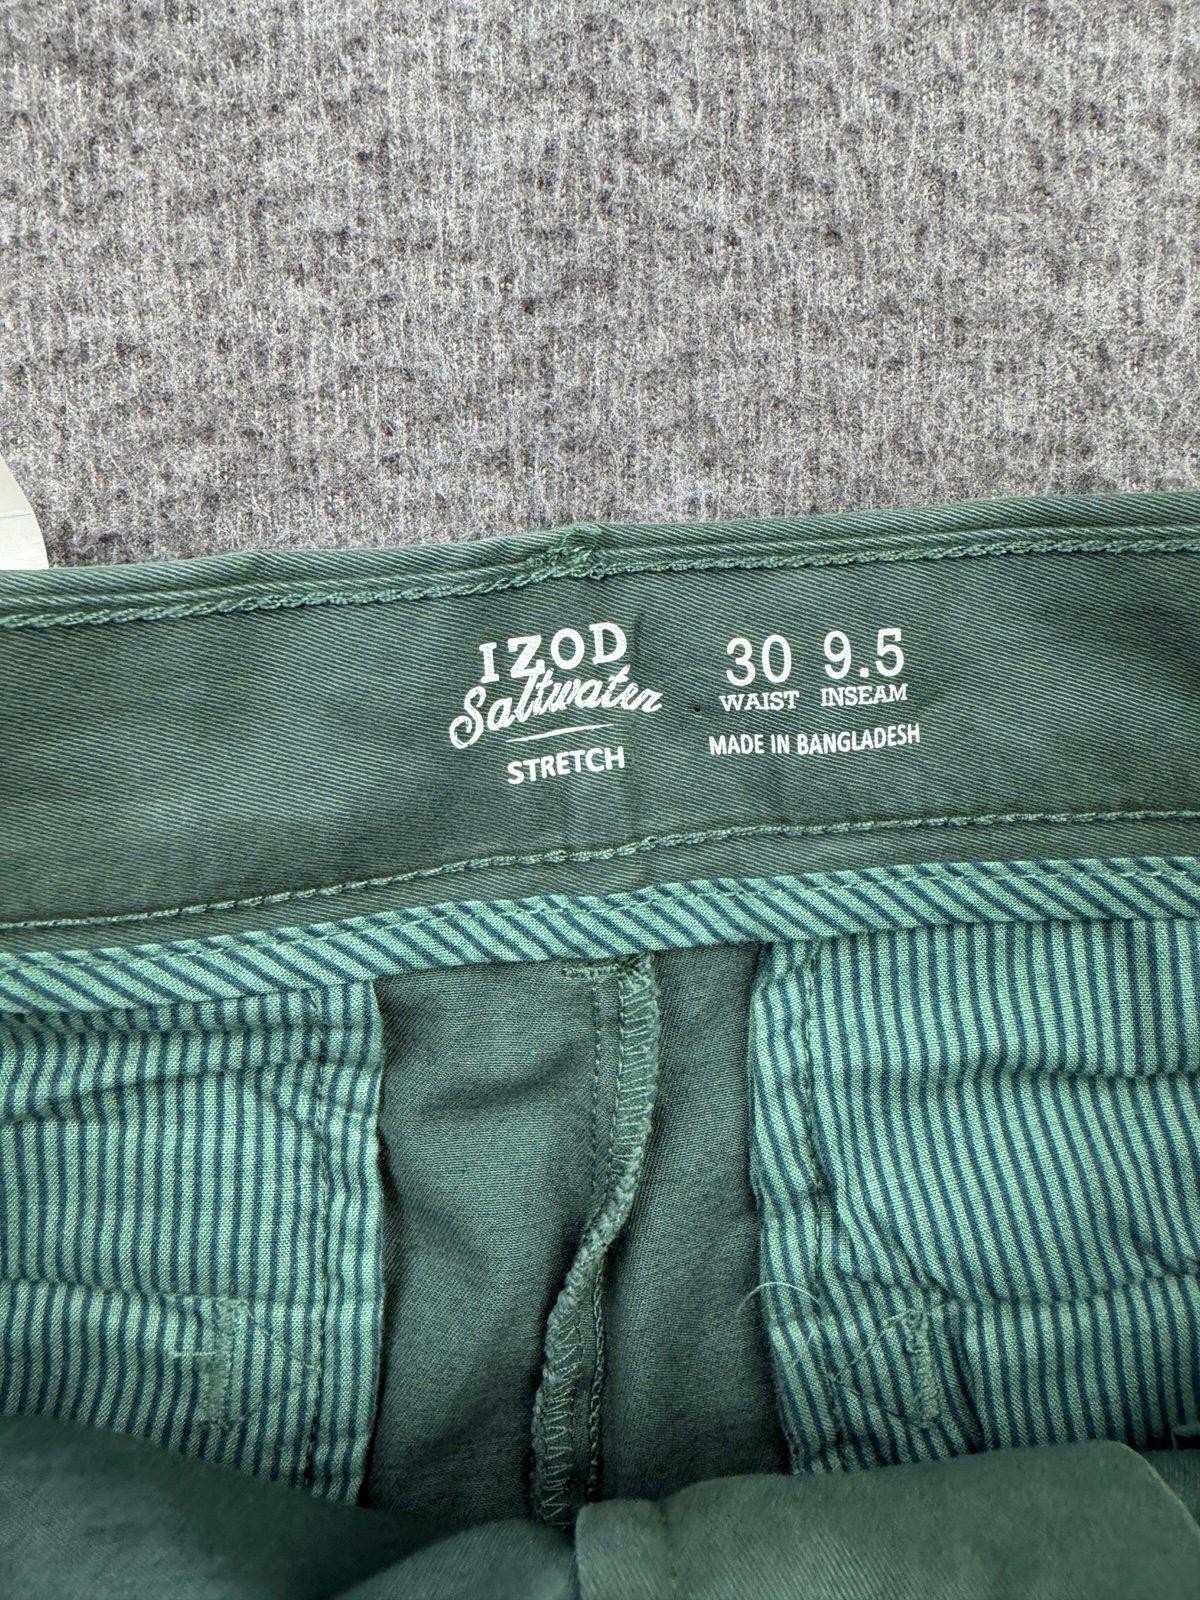 IZOD
Saltwater
STRETCH
30 9.5
WAIST INSEAM
MADE IN BANGLADESH